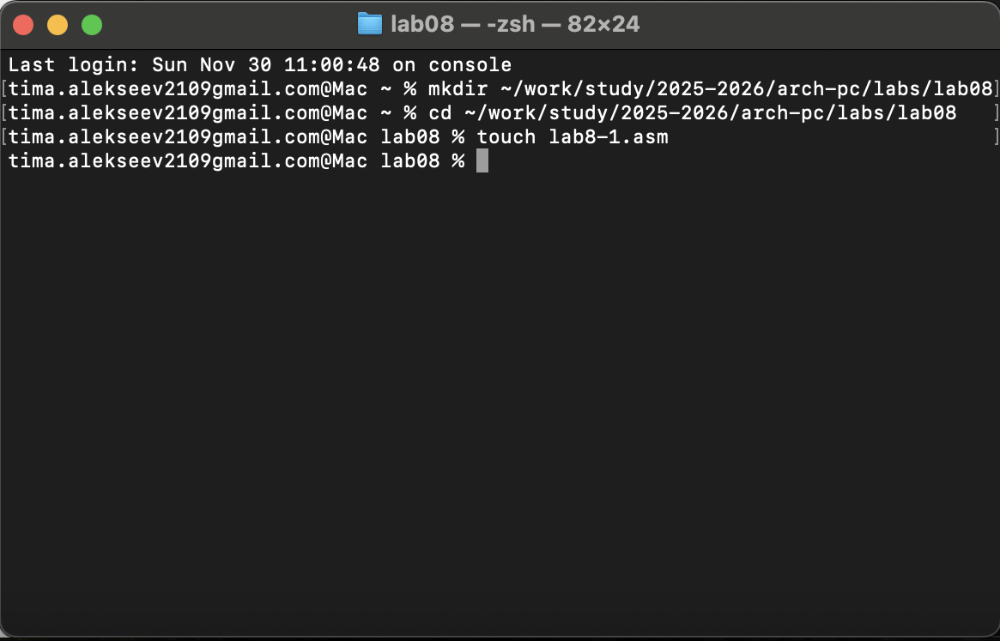 lab08 — -zsh — 82×24
Last login: Sun Nov 30 11:00:48 on console
[tima.alekseev2109gmail.com@Mac ~ % mkdir ~/work/study/2025-2026/arch-pc/labs/lab08]
[tima.alekseev2109gmail.com@Mac ~ % cd ~/work/study/2025-2026/arch-pc/labs/lab08   ]
[tima.alekseev2109gmail.com@Mac lab08 % touch lab8-1.asm                           ]
tima.alekseev2109gmail.com@Mac lab08 %